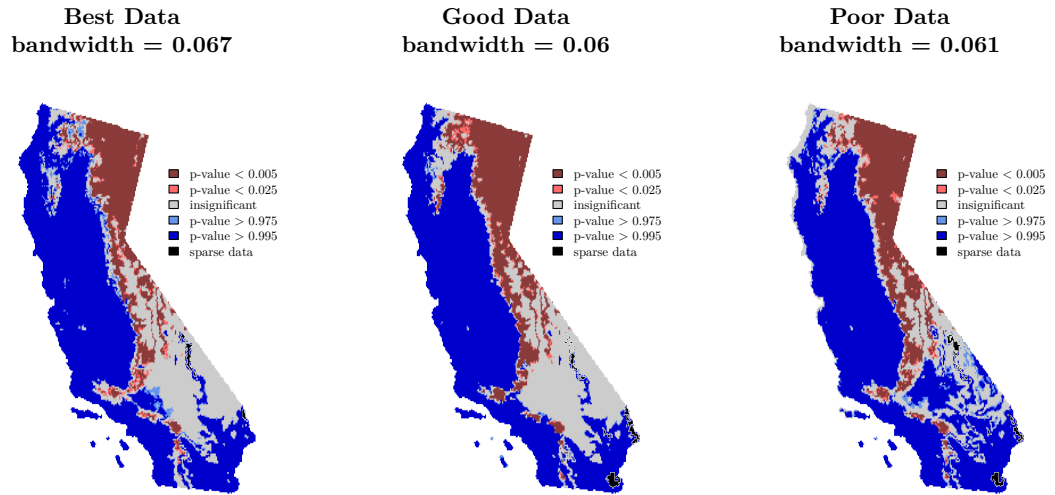 Best Data
bandwidth = 0.067
Good Data
bandwidth = 0.06
Poor Data
bandwidth = 0.061
p-value < 0.005
p-value < 0.025
insignificant
p-value > 0.975
p-value > 0.995
sparse data
p-value < 0.005
p-value < 0.025
insignificant
p-value > 0.975
p-value > 0.995
sparse data
p-value < 0.005
p-value < 0.025
insignificant
p-value > 0.975
p-value > 0.995
sparse data